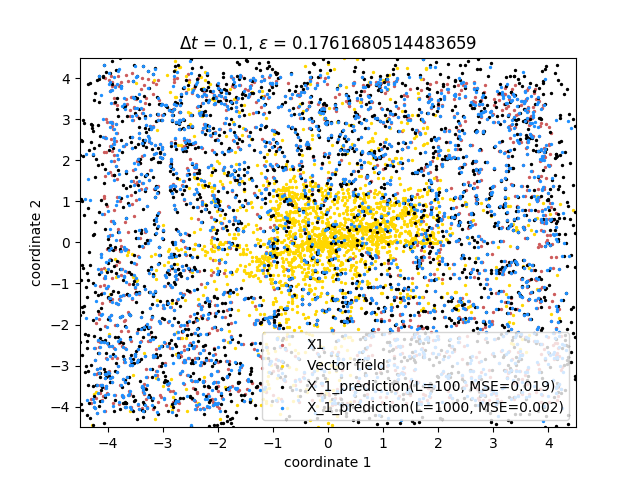 Δt = 0.1, ε = 0.1761680514483659
4
3
2
1
0
−1
−2
−3
−4
coordinate 2
X1
Vector field
X_1_prediction(L=100, MSE=0.019)
X_1_prediction(L=1000, MSE=0.002)
−4 −3 −2 −1 0 1 2 3 4
coordinate 1